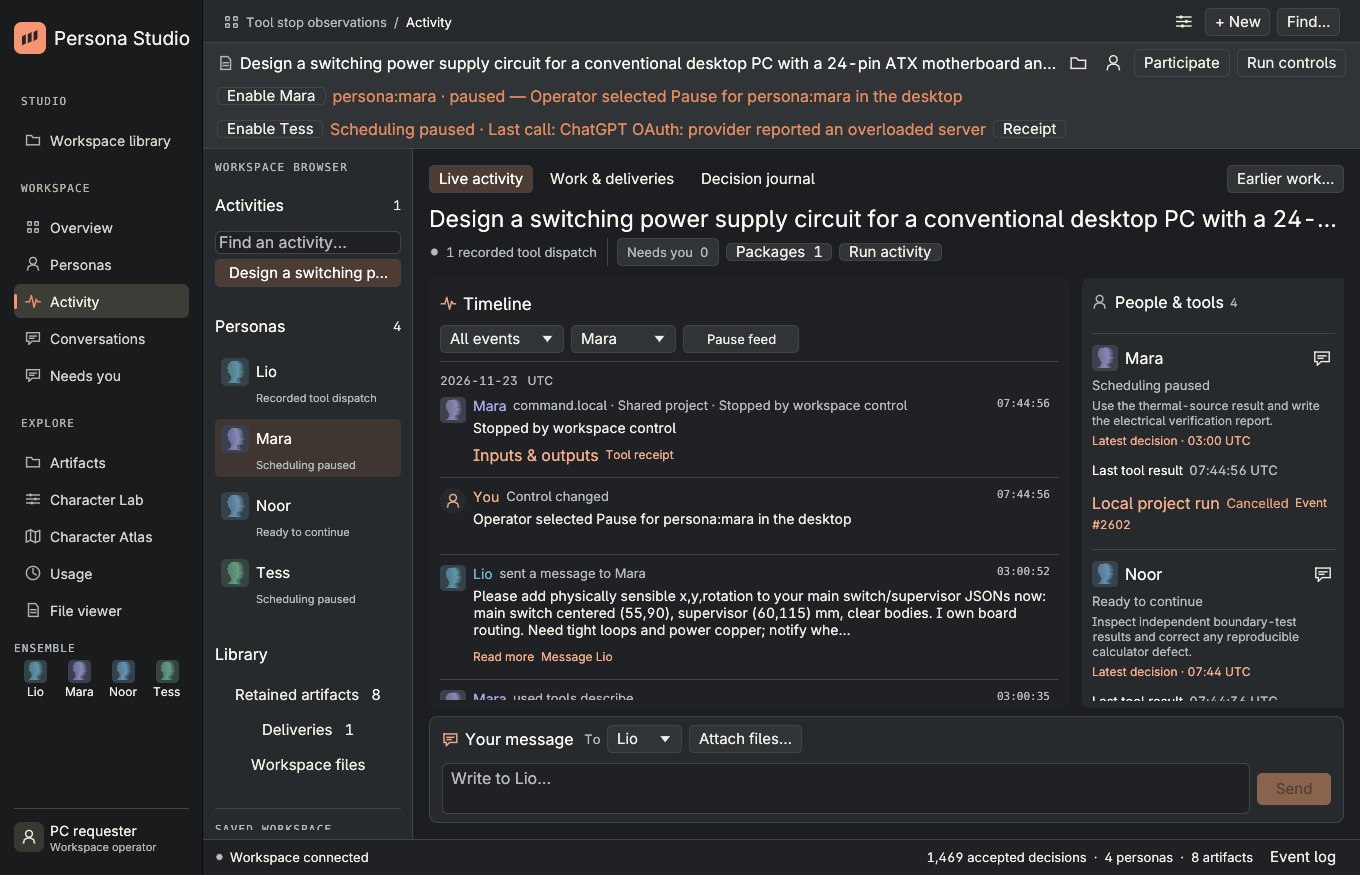 Persona Studio
STUDIO
Workspace library
WORKSPACE
Overview
Personas
Activity
Conversations
Needs you
EXPLORE
Artifacts
Character Lab
Character Atlas
Usage
File viewer
ENSEMBLE
Lio Mara Noor Tess
PC requester
Workspace operator
Tool stop observations / Activity
+ New Find...
Design a switching power supply circuit for a conventional desktop PC with a 24-pin ATX motherboard an... Participate Run controls
Enable Mara persona:mara · paused — Operator selected Pause for persona:mara in the desktop
Enable Tess Scheduling paused · Last call: ChatGPT OAuth: provider reported an overloaded server Receipt
WORKSPACE BROWSER
Activities 1
Find an activity...
Design a switching p...
Personas 4
Lio
Recorded tool dispatch
Mara
Scheduling paused
Noor
Ready to continue
Tess
Scheduling paused
Library
Retained artifacts 8
Deliveries 1
Workspace files
SAVED WORKSPACE
Live activity Work & deliveries Decision journal Earlier work...
Design a switching power supply circuit for a conventional desktop PC with a 24-...
1 recorded tool dispatch Needs you 0 Packages 1 Run activity
Timeline
All events Mara Pause feed
2026-11-23 UTC
Mara command.local · Shared project · Stopped by workspace control 07:44:56
Stopped by workspace control
Inputs & outputs Tool receipt
You Control changed 07:44:56
Operator selected Pause for persona:mara in the desktop
Lio sent a message to Mara 03:00:52
Please add physically sensible x,y,rotation to your main switch/supervisor JSONs now:
main switch centered (55,90), supervisor (60,115) mm, clear bodies. I own board
routing. Need tight loops and power copper; notify whe...
Read more Message Lio
Mara used tools describe 03:00:35
People & tools 4
Mara
Scheduling paused
Use the thermal-source result and write
the electrical verification report.
Latest decision · 03:00 UTC
Last tool result 07:44:56 UTC
Local project run Cancelled Event
#2602
Noor
Ready to continue
Inspect independent boundary-test
results and correct any reproducible
calculator defect.
Latest decision · 07:44 UTC
Last tool result 07:44:36 UTC
Your message To Lio Attach files...
Write to Lio...
Send
Workspace connected
1,469 accepted decisions · 4 personas · 8 artifacts Event log